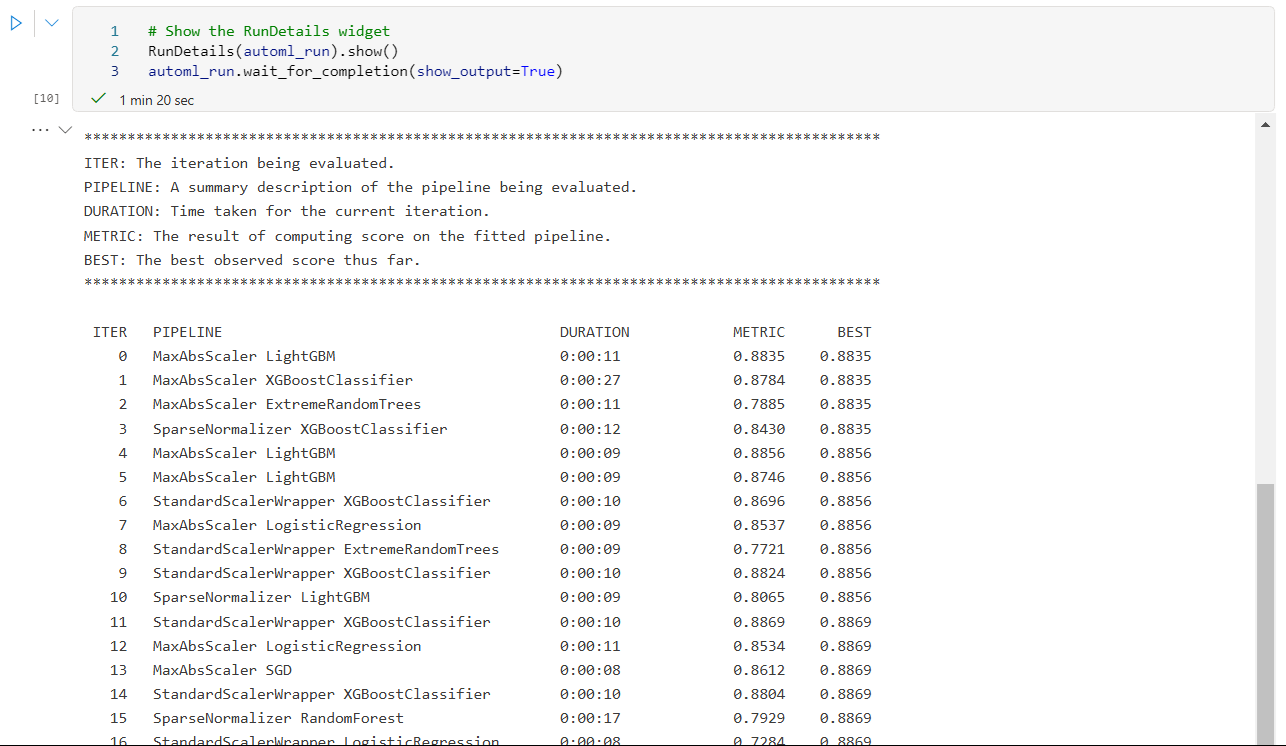 1 # Show the RunDetails widget
2 RunDetails(automl_run).show()
3 automl_run.wait_for_completion(show_output=True)
[10] 1 min 20 sec
********************************************************************************************
ITER: The iteration being evaluated.
PIPELINE: A summary description of the pipeline being evaluated.
DURATION: Time taken for the current iteration.
METRIC: The result of computing score on the fitted pipeline.
BEST: The best observed score thus far.
********************************************************************************************
ITER PIPELINE DURATION METRIC BEST
0 MaxAbsScaler LightGBM 0:00:11 0.8835 0.8835
1 MaxAbsScaler XGBoostClassifier 0:00:27 0.8784 0.8835
2 MaxAbsScaler ExtremeRandomTrees 0:00:11 0.7885 0.8835
3 SparseNormalizer XGBoostClassifier 0:00:12 0.8430 0.8835
4 MaxAbsScaler LightGBM 0:00:09 0.8856 0.8856
5 MaxAbsScaler LightGBM 0:00:09 0.8746 0.8856
6 StandardScalerWrapper XGBoostClassifier 0:00:10 0.8696 0.8856
7 MaxAbsScaler LogisticRegression 0:00:09 0.8537 0.8856
8 StandardScalerWrapper ExtremeRandomTrees 0:00:09 0.7721 0.8856
9 StandardScalerWrapper XGBoostClassifier 0:00:10 0.8824 0.8856
10 SparseNormalizer LightGBM 0:00:09 0.8065 0.8856
11 StandardScalerWrapper XGBoostClassifier 0:00:10 0.8869 0.8869
12 MaxAbsScaler LogisticRegression 0:00:11 0.8534 0.8869
13 MaxAbsScaler SGD 0:00:08 0.8612 0.8869
14 StandardScalerWrapper XGBoostClassifier 0:00:10 0.8804 0.8869
15 SparseNormalizer RandomForest 0:00:17 0.7929 0.8869
16 StandardScalerWrapper LogisticRegression 0:00:08 0.7284 0.8869